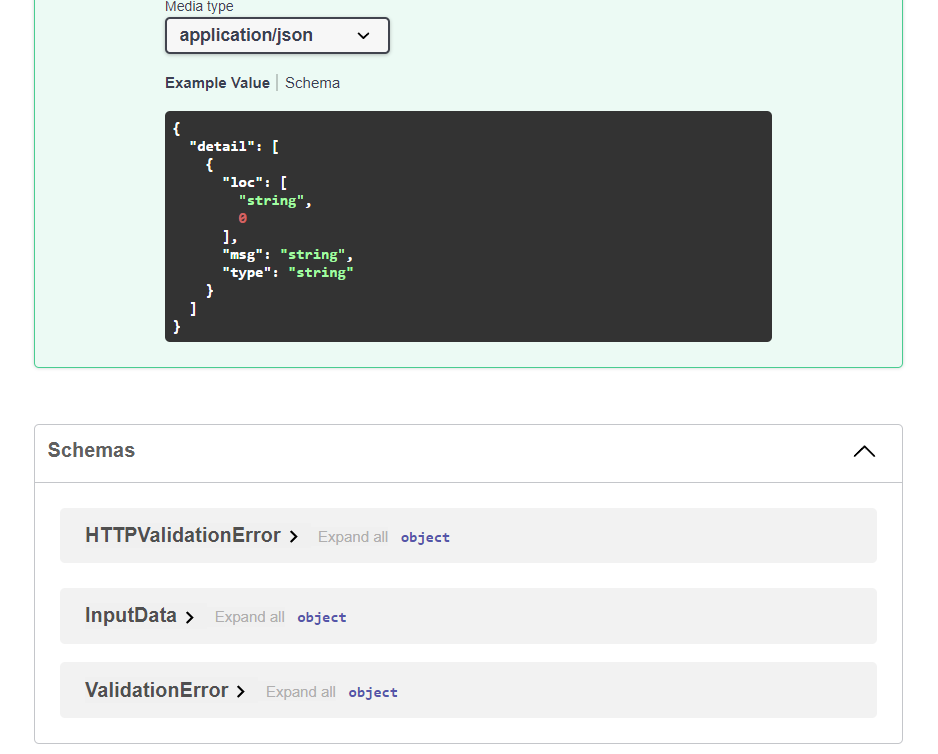 Media type
application/json
Example Value | Schema
{
  "detail": [
    {
      "loc": [
        "string",
        0
      ],
      "msg": "string",
      "type": "string"
    }
  ]
}
Schemas
HTTPValidationError > Expand all object
InputData > Expand all object
ValidationError > Expand all object